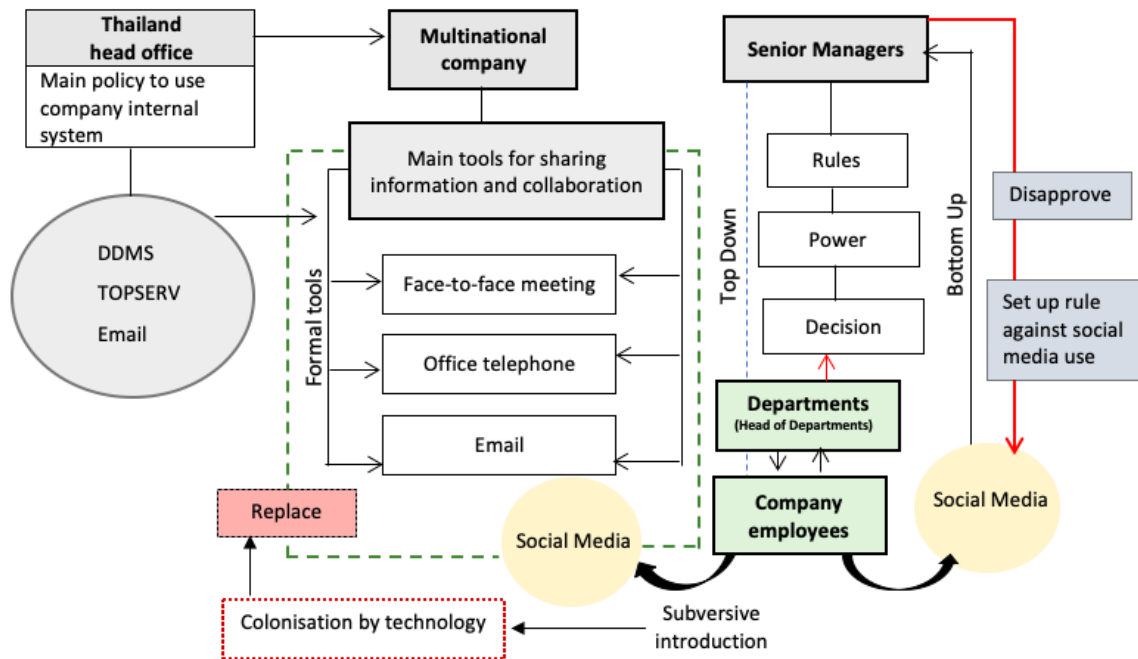 Thailand
head office
Main policy to use
company internal
system
DDMS
TOPSERV
Email
Multinational
company
Main tools for sharing
information and collaboration
Formal tools
Face-to-face meeting
Office telephone
Email
Replace
Social Media
Colonisation by technology
Subversive
introduction
Senior Managers
Rules
Power
Decision
Top Down
Departments
(Head of Departments)
Company
employees
Bottom Up
Disapprove
Set up rule
against social
media use
Social Media